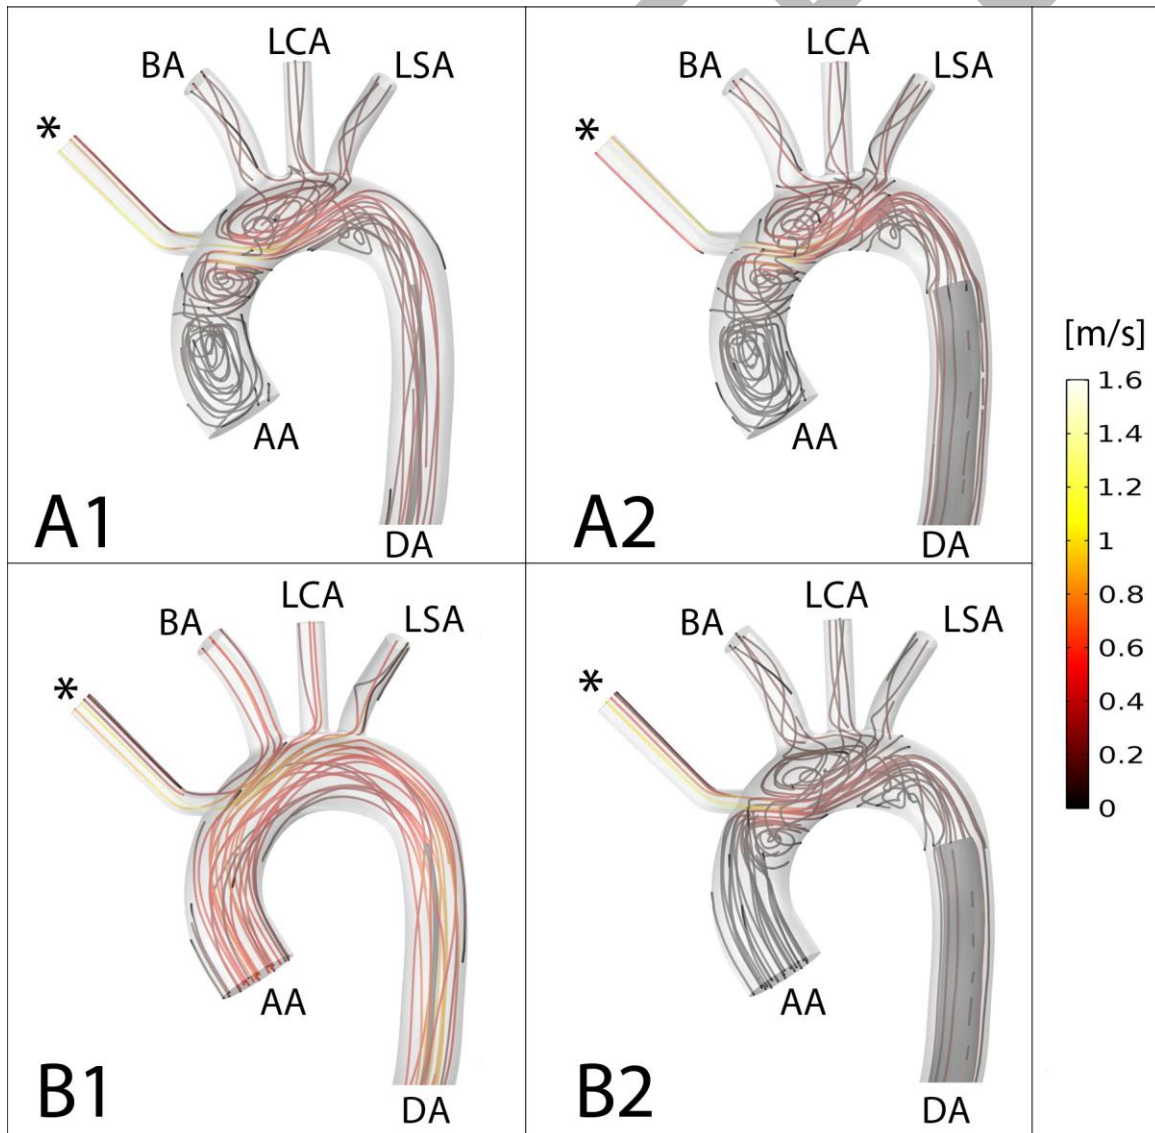 LCA LCA
BA LSA BA LSA
* *
[m/s]
1.6
AA AA
1.4
A1 A2
1.2
DA DA
1
LCA LCA
BA LSA BA LSA
0.8
0.6
* *
0.4
0.2
0
AA AA
B1 B2
DA DA